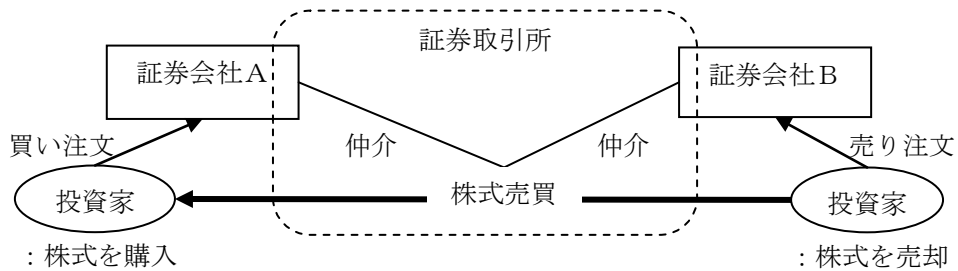 証券取引所
証券会社A
証券会社B
買い注文
仲介
仲介
売り注文
投資家
株式売買
投資家
：株式を購入
：株式を売却